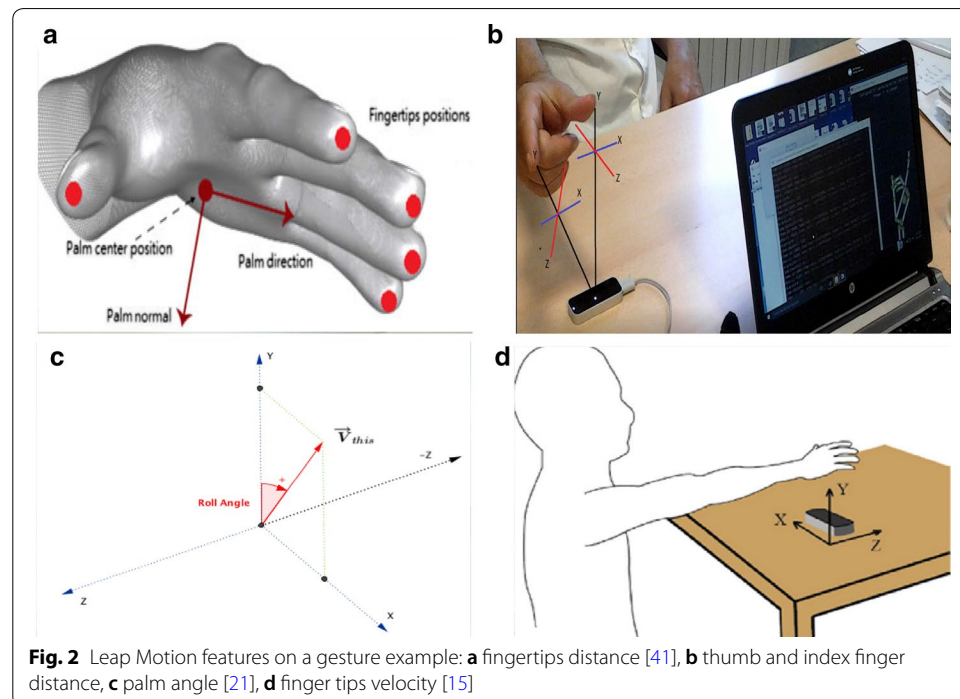 a
Fingertips positions
Palm center position
Palm direction
Palm normal
b
Y
X
Z
Y
X
Z
c
Y
V this
-Z
+
Roll Angle
Z
X
d
Y
X
Z
Fig. 2 Leap Motion features on a gesture example: a fingertips distance [41], b thumb and index finger
distance, c palm angle [21], d finger tips velocity [15]